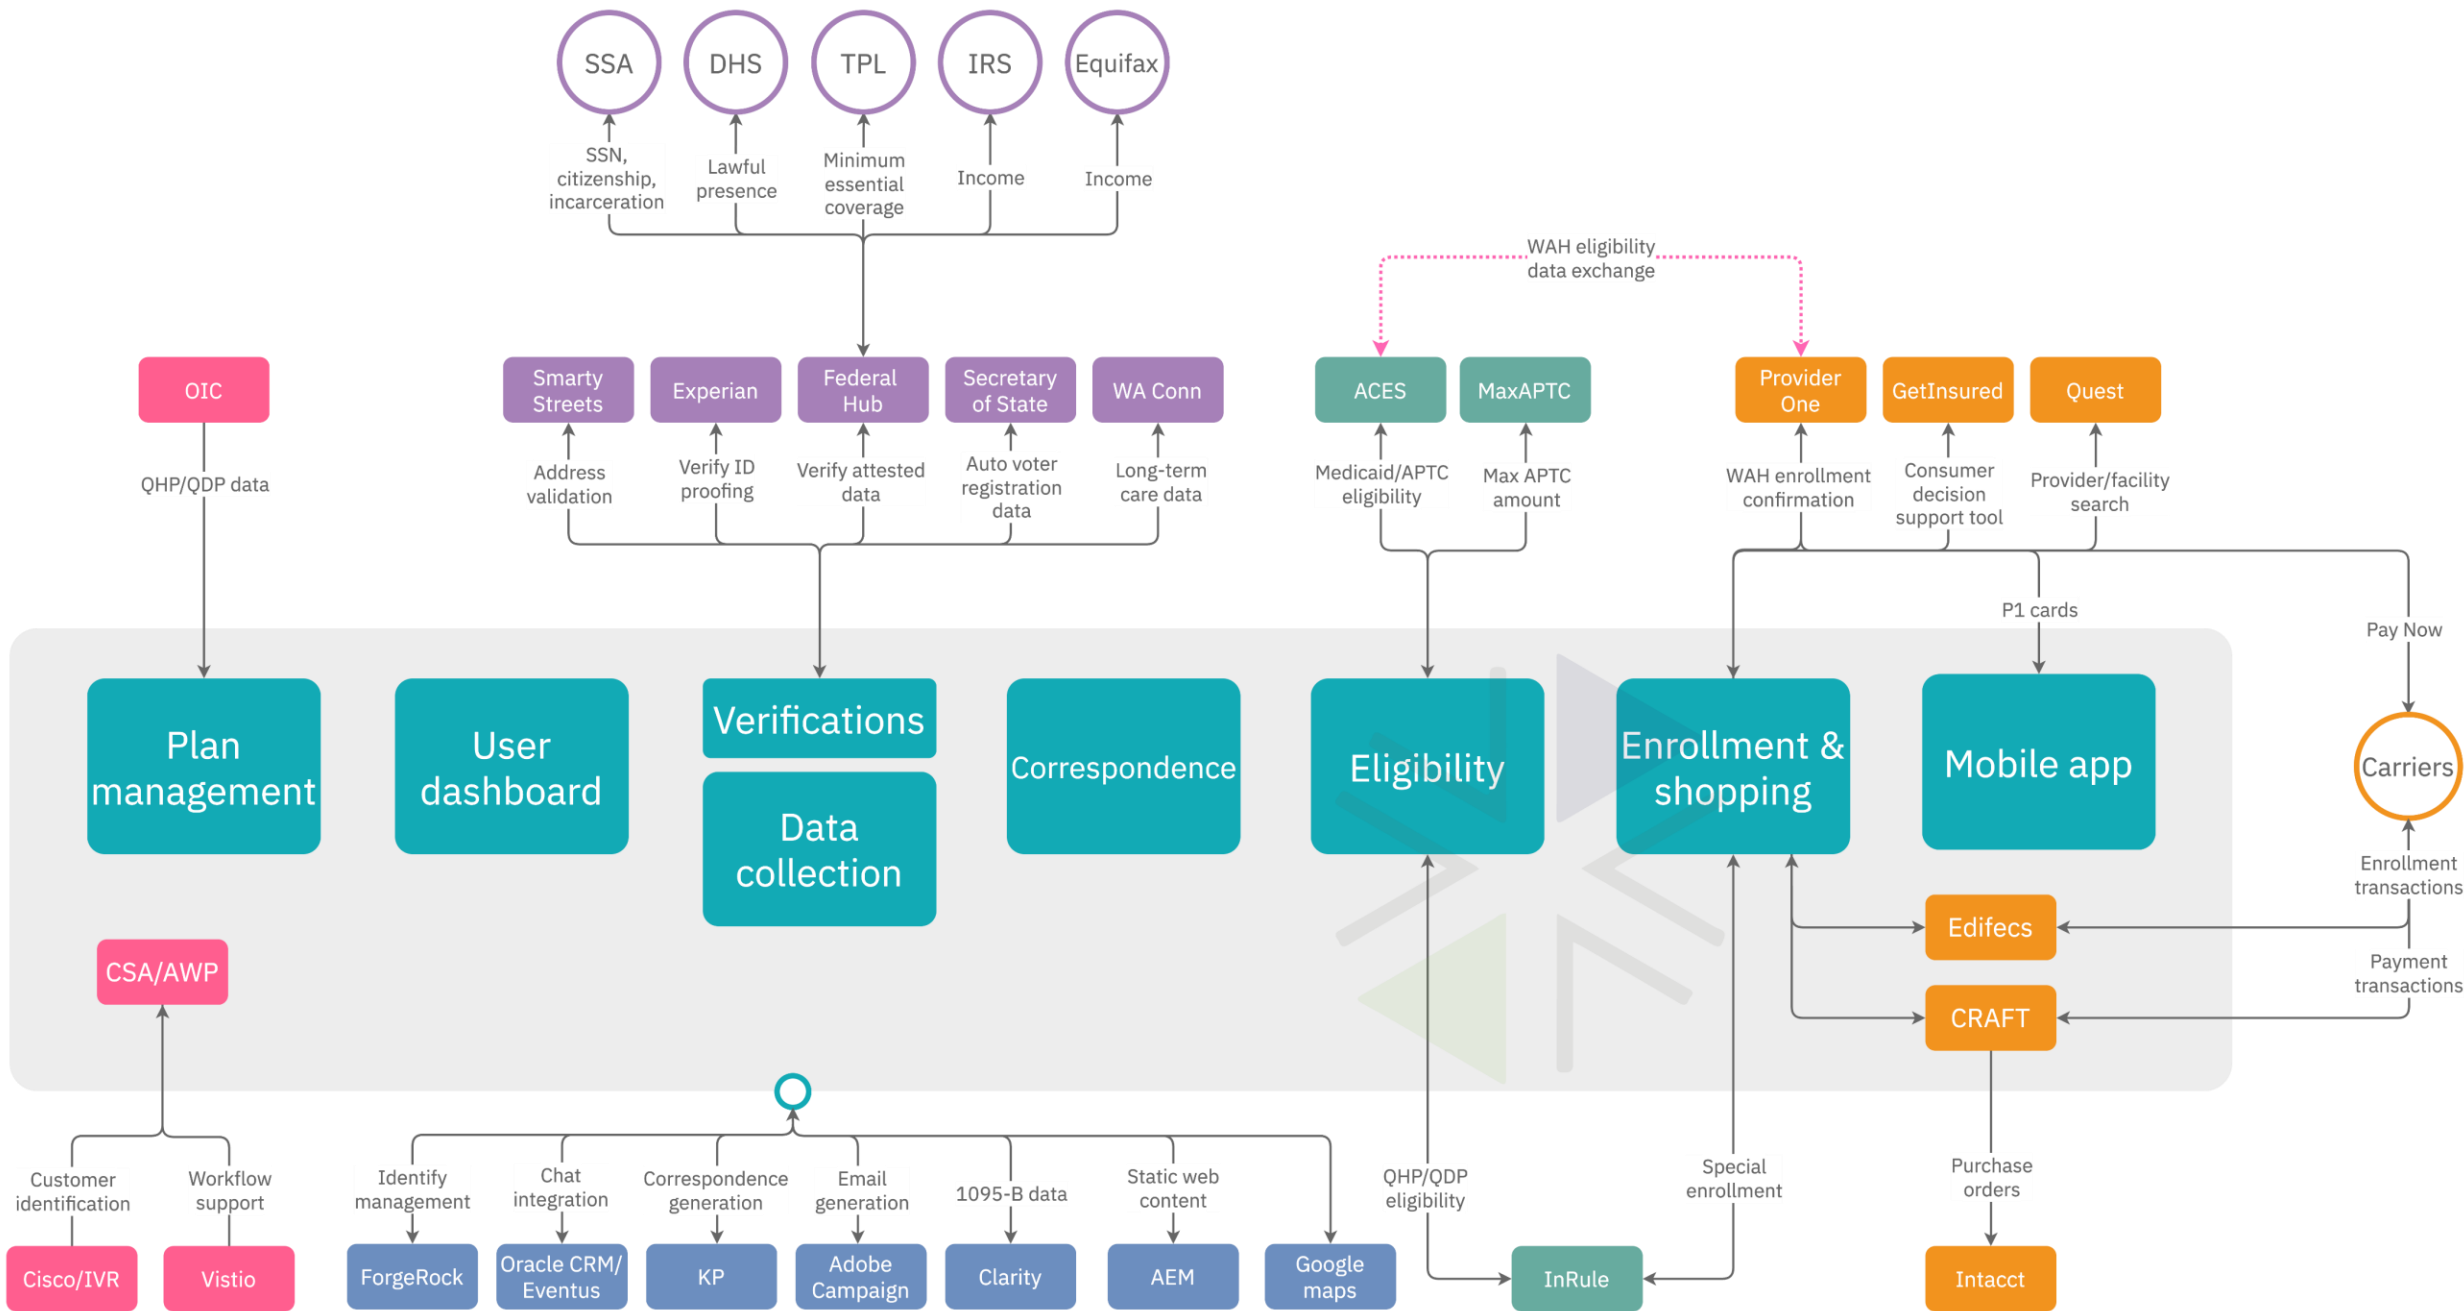 SSA
DHS
TPL
IRS
Equifax
SSN,
citizenship,
incarceration
Lawful
presence
Minimum
essential
coverage
Income
Income
WAH eligibility
data exchange
OIC
Smarty
Streets
Experian
Federal
Hub
Secretary
of State
WA Conn
ACES
MaxAPTC
Provider
One
GetInsured
Quest
QHP/QDP data
Address
validation
Verify ID
proofing
Verify attested
data
Auto voter
registration
data
Long-term
care data
Medicaid/APTC
eligibility
Max APTC
amount
WAH enrollment
confirmation
Consumer
decision
support tool
Provider/facility
search
P1 cards
Pay Now
Plan
management
User
dashboard
Verifications
Data
collection
Correspondence
Eligibility
Enrollment &
shopping
Mobile app
Carriers
Enrollment
transactions
Edifecs
CSA/AWP
Payment
transactions
CRAFT
Customer
identification
Workflow
support
Identify
management
Chat
integration
Correspondence
generation
Email
generation
1095-B data
Static web
content
QHP/QDP
eligibility
Special
enrollment
Purchase
orders
Cisco/IVR
Vistio
ForgeRock
Oracle CRM/
Eventus
KP
Adobe
Campaign
Clarity
AEM
Google
maps
InRule
Intacct